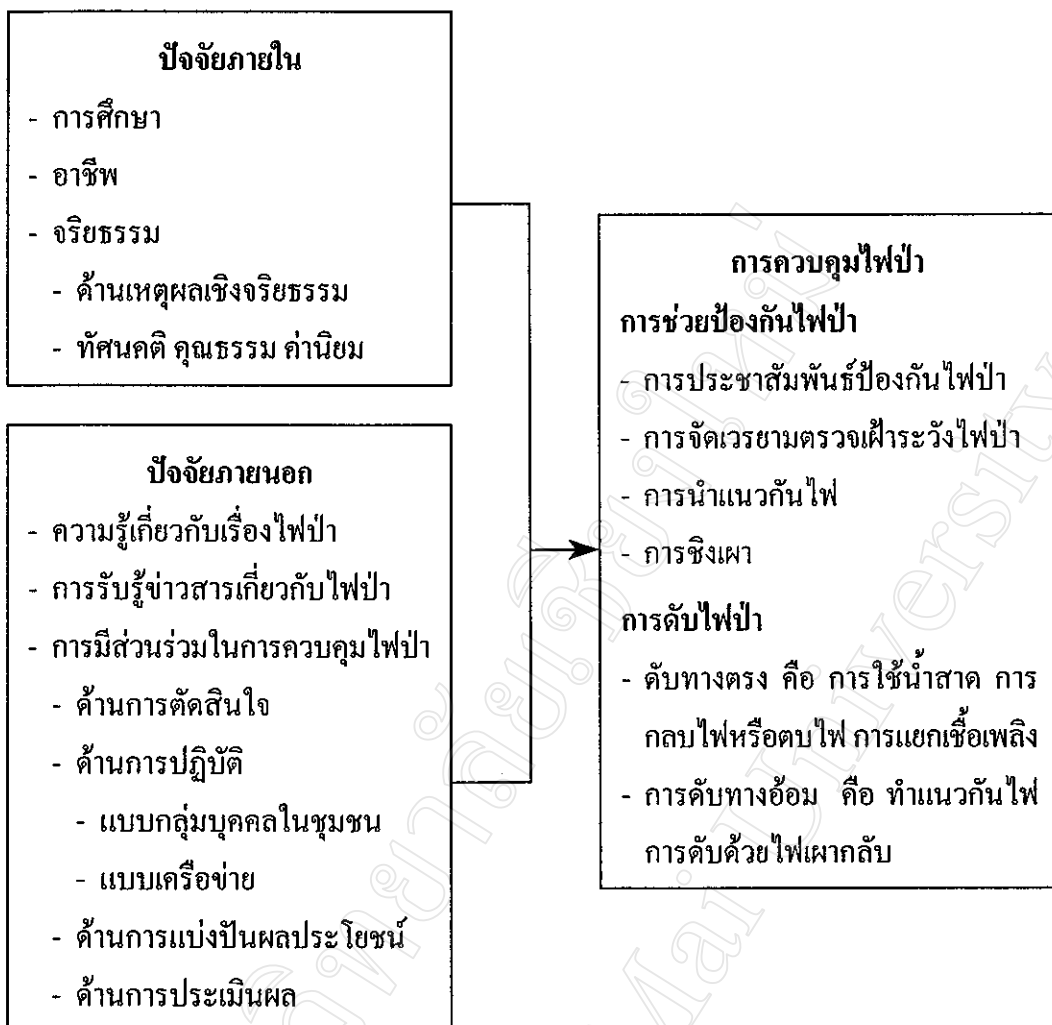 ปัจจัยภายใน
- การศึกษา
- อาชีพ
- จริยธรรม
- ด้านเหตุผลเชิงจริยธรรม
- ทัศนคติ คุณธรรม ค่านิยม
ปัจจัยภายนอก
- ความรู้เกี่ยวกับเรื่องไฟป่า
- การรับรู้ข่าวสารเกี่ยวกับไฟป่า
- การมีส่วนร่วมในการควบคุมไฟป่า
- ด้านการตัดสินใจ
- ด้านการปฏิบัติ
- แบบกลุ่มบุคคลในชุมชน
- แบบเครือข่าย
- ด้านการแบ่งปันผลประโยชน์
- ด้านการประเมินผล
การควบคุมไฟป่า
การช่วยป้องกันไฟป่า
- การประชาสัมพันธ์ป้องกันไฟป่า
- การจัดเวรยามตรวจเฝ้าระวังไฟป่า
- การนำแนวกันไฟ
- การชิงเผา
การดับไฟป่า
- ดับทางตรง คือ การใช้น้ำสาด การ
กลบไฟหรือตบไฟ การแยกเชื้อเพลิง
- การดับทางอ้อม คือ ทำแนวกันไฟ
การดับด้วยไฟเผากลับ
Mai University